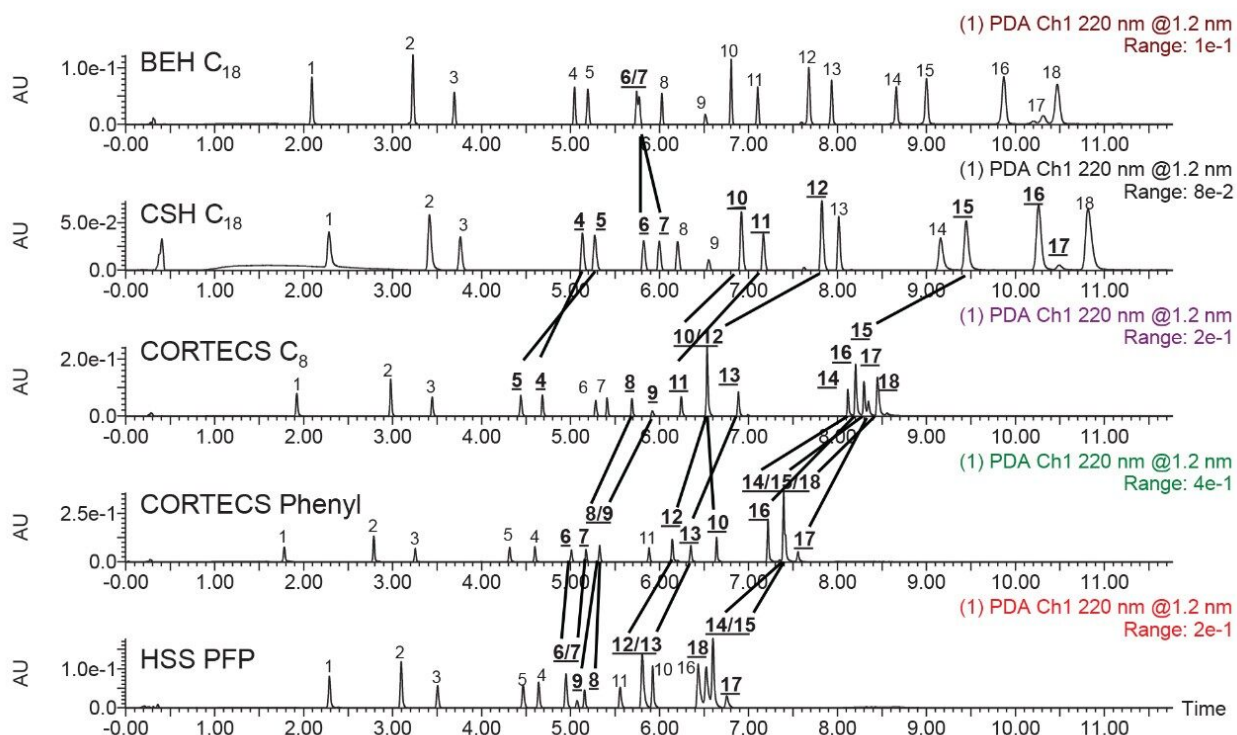 (1) PDA Ch1 220 nm @1.2 nm
Range: 1e-1
BEH C18
AU
1.0e-1
0.0
1 2 3 4 5 6/7 8 9 10 11 12 13 14 15 16 17 18
-0.00 1.00 2.00 3.00 4.00 5.00 6.00 7.00 8.00 9.00 10.00 11.00
(1) PDA Ch1 220 nm @1.2 nm
Range: 8e-2
CSH C18
AU
5.0e-2
0.0
1 2 3 4 5 6 7 8 9 10 11 12 13 14 15 16 17 18
-0.00 1.00 2.00 3.00 4.00 5.00 6.00 7.00 8.00 9.00 10.00 11.00
(1) PDA Ch1 220 nm @1.2 nm
Range: 2e-1
CORTECS C8
AU
2.0e-1
0.0
1 2 3 5 4 6 7 8 9 11 10/12 13 14 16 15 17 18
-0.00 1.00 2.00 3.00 4.00 5.00 6.00 7.00 8.00 9.00 10.00 11.00
(1) PDA Ch1 220 nm @1.2 nm
Range: 4e-1
CORTECS Phenyl
AU
2.5e-1
0.0
1 2 3 5 4 6 7 8/9 11 12 13 10 16 14/15/18 17
-0.00 1.00 2.00 3.00 4.00 5.00 6.00 7.00 8.00 9.00 10.00 11.00
(1) PDA Ch1 220 nm @1.2 nm
Range: 2e-1
HSS PFP
AU
1.0e-1
0.0
1 2 3 5 4 6/7 9 8 11 12/13 10 16 18 14/15 17
Time
-0.00 1.00 2.00 3.00 4.00 5.00 6.00 7.00 8.00 9.00 10.00 11.00